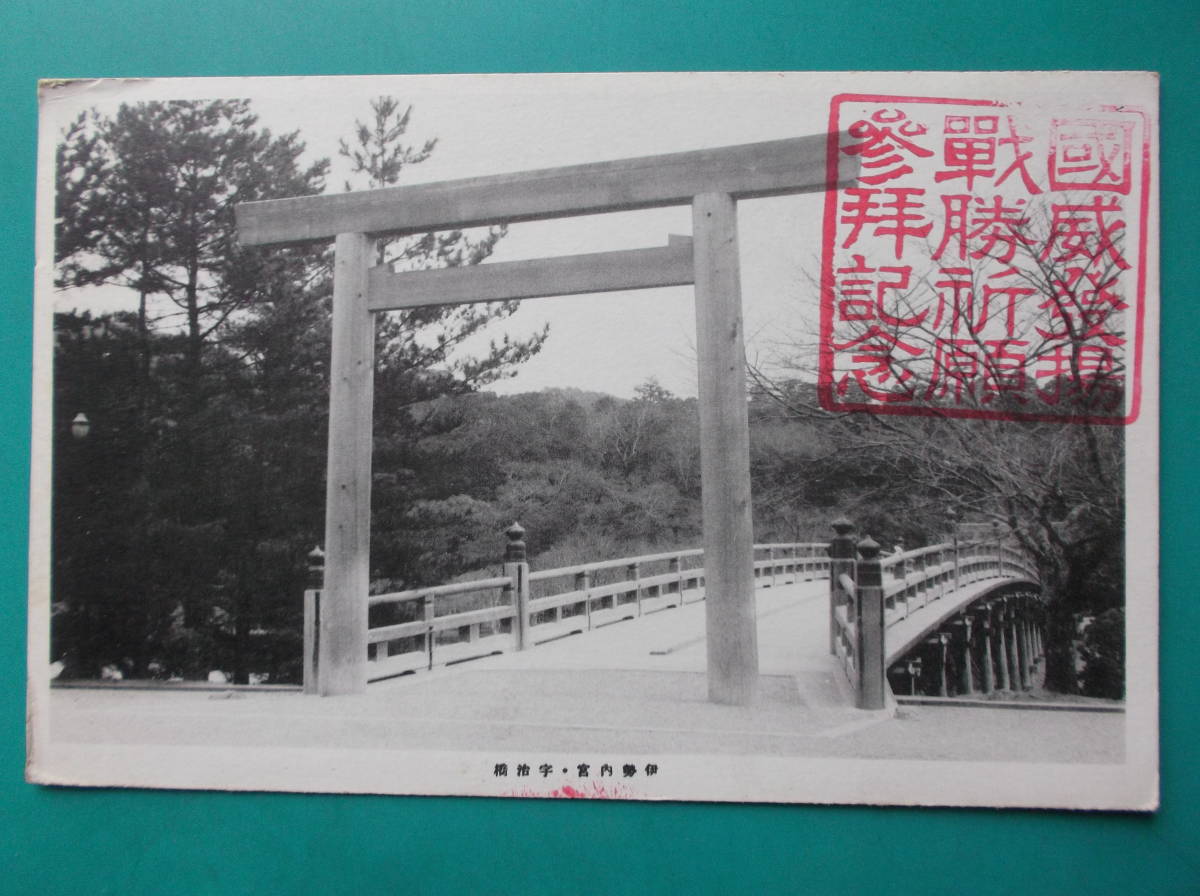 國威發揚
戰勝祈願
參拜記念
伊勢内宮・宇治橋